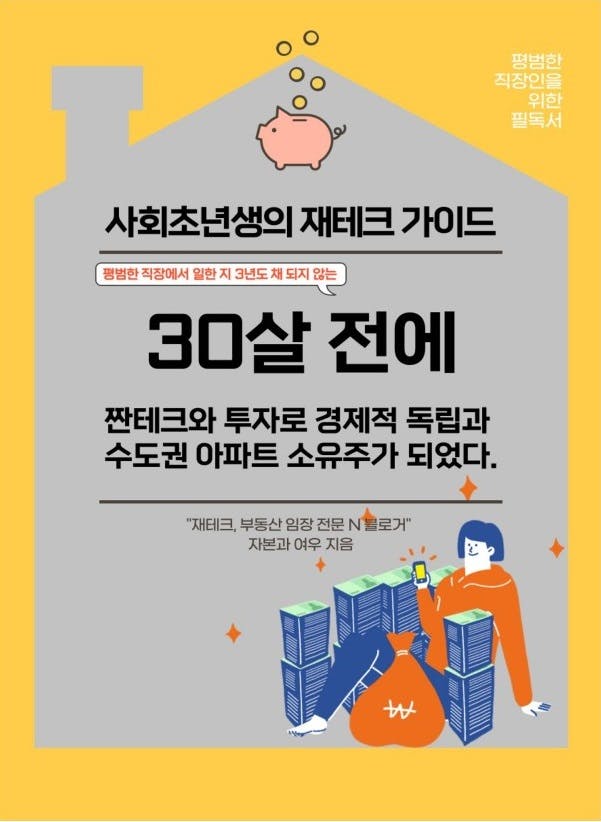 평범한
직장인을
위한
필독서
사회초년생의 재테크 가이드
평범한 직장에서 일한 지 3년도 채 되지 않는
30살 전에
짠테크와 투자로 경제적 독립과
수도권 아파트 소유주가 되었다.
"재테크, 부동산 임장 전문 N 블로거"
자본과 여우 지음
₩